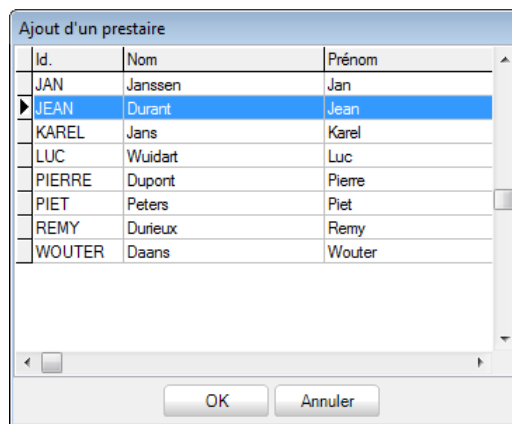 Ajout d'un prestaire
Id. Nom Prénom
JAN Janssen Jan
JEAN Durant Jean
KAREL Jans Karel
LUC Wuidart Luc
PIERRE Dupont Pierre
PIET Peters Piet
REMY Durieux Remy
WOUTER Daans Wouter
OK Annuler